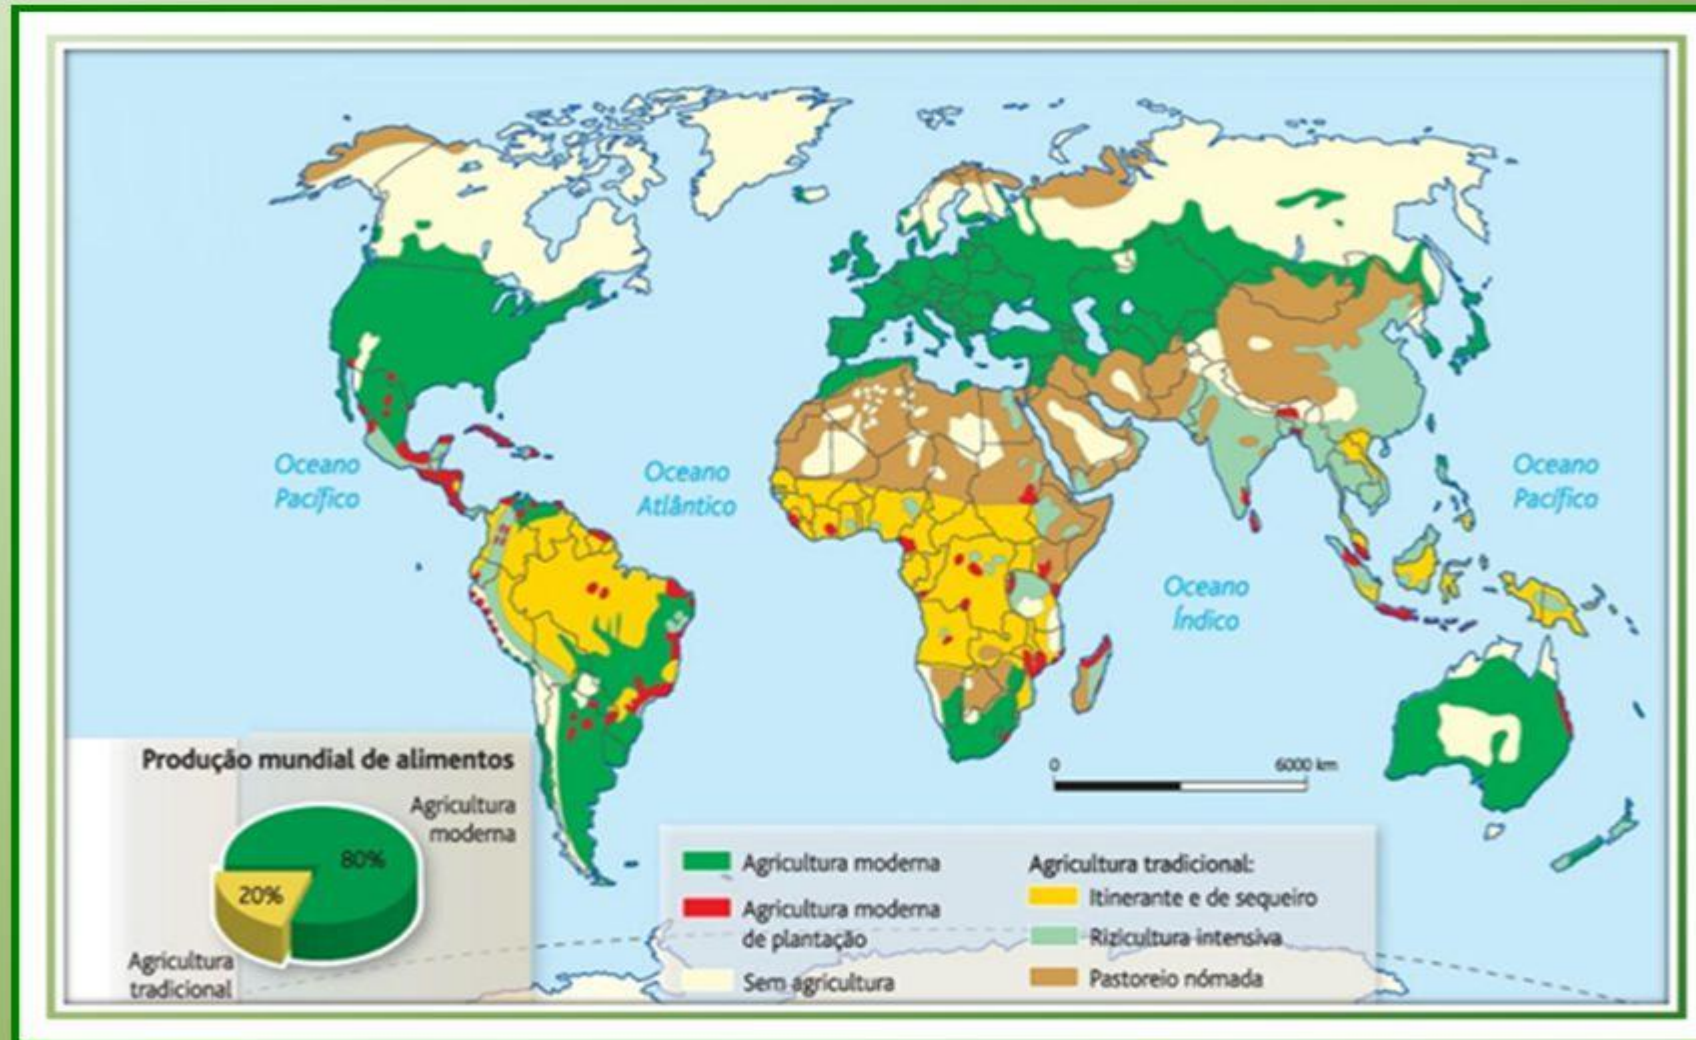 Oceano
Pacífico
Oceano
Atlântico
Oceano
Índico
Oceano
Pacífico
0 6000 km
Produção mundial de alimentos
Agricultura
moderna
80%
20%
Agricultura
tradicional
Agricultura moderna
Agricultura moderna
de plantação
Sem agricultura
Agricultura tradicional:
Itinerante e de sequeiro
Rizicultura intensiva
Pastoreio nómada